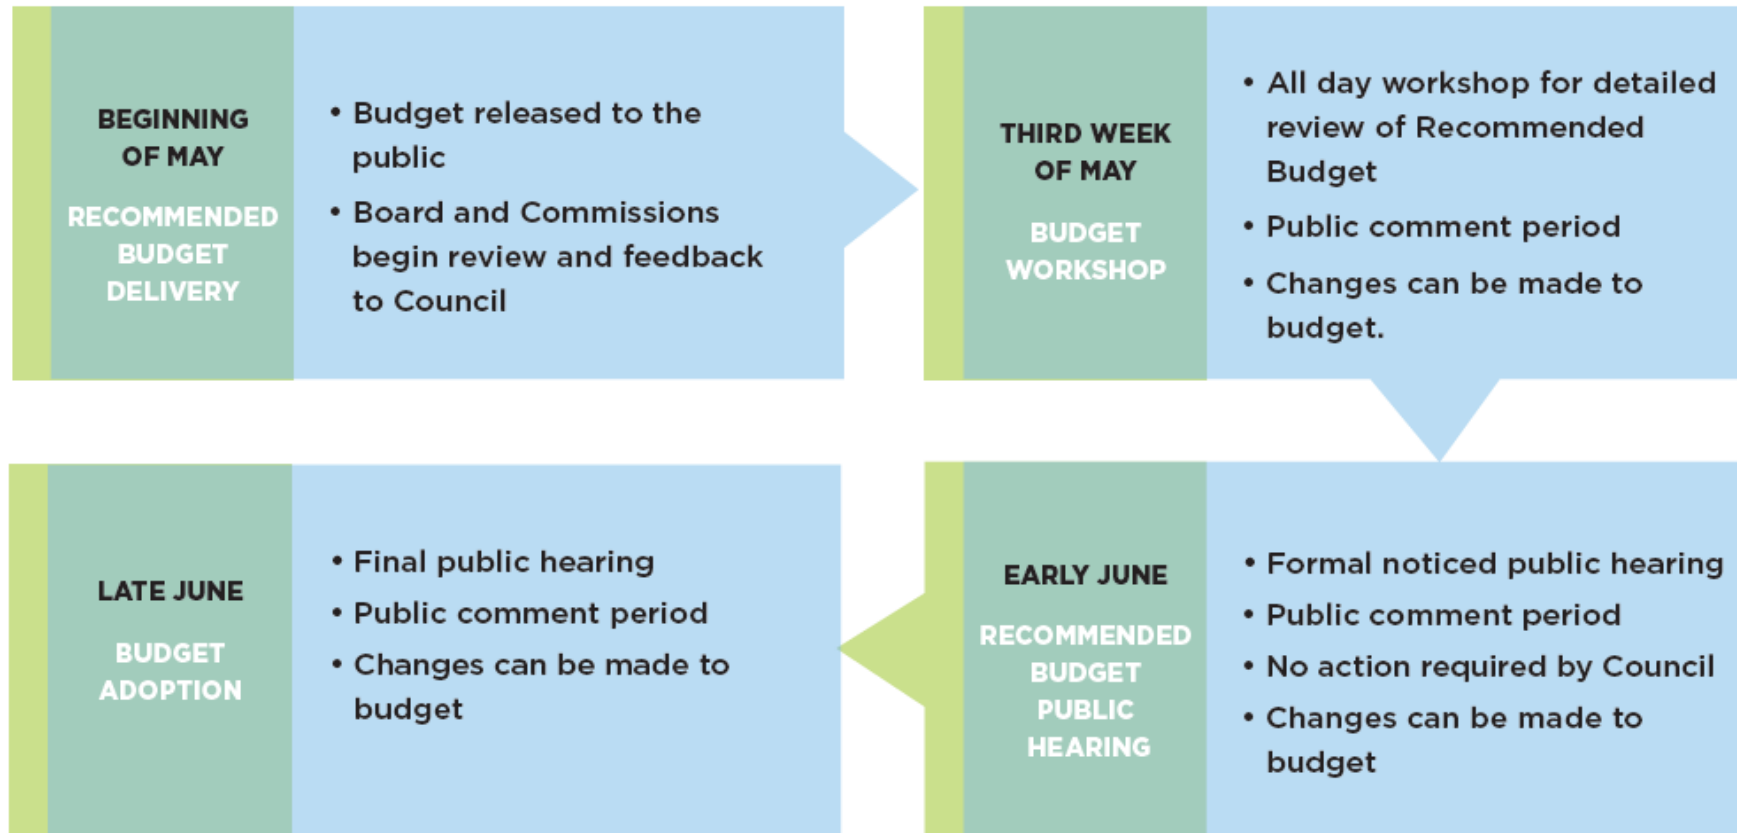 BEGINNING
OF MAY
RECOMMENDED
BUDGET
DELIVERY
• Budget released to the
public
• Board and Commissions
begin review and feedback
to Council
THIRD WEEK
OF MAY
BUDGET
WORKSHOP
• All day workshop for detailed
review of Recommended
Budget
• Public comment period
• Changes can be made to
budget.
EARLY JUNE
RECOMMENDED
BUDGET
PUBLIC
HEARING
• Formal noticed public hearing
• Public comment period
• No action required by Council
• Changes can be made to
budget
LATE JUNE
BUDGET
ADOPTION
• Final public hearing
• Public comment period
• Changes can be made to
budget